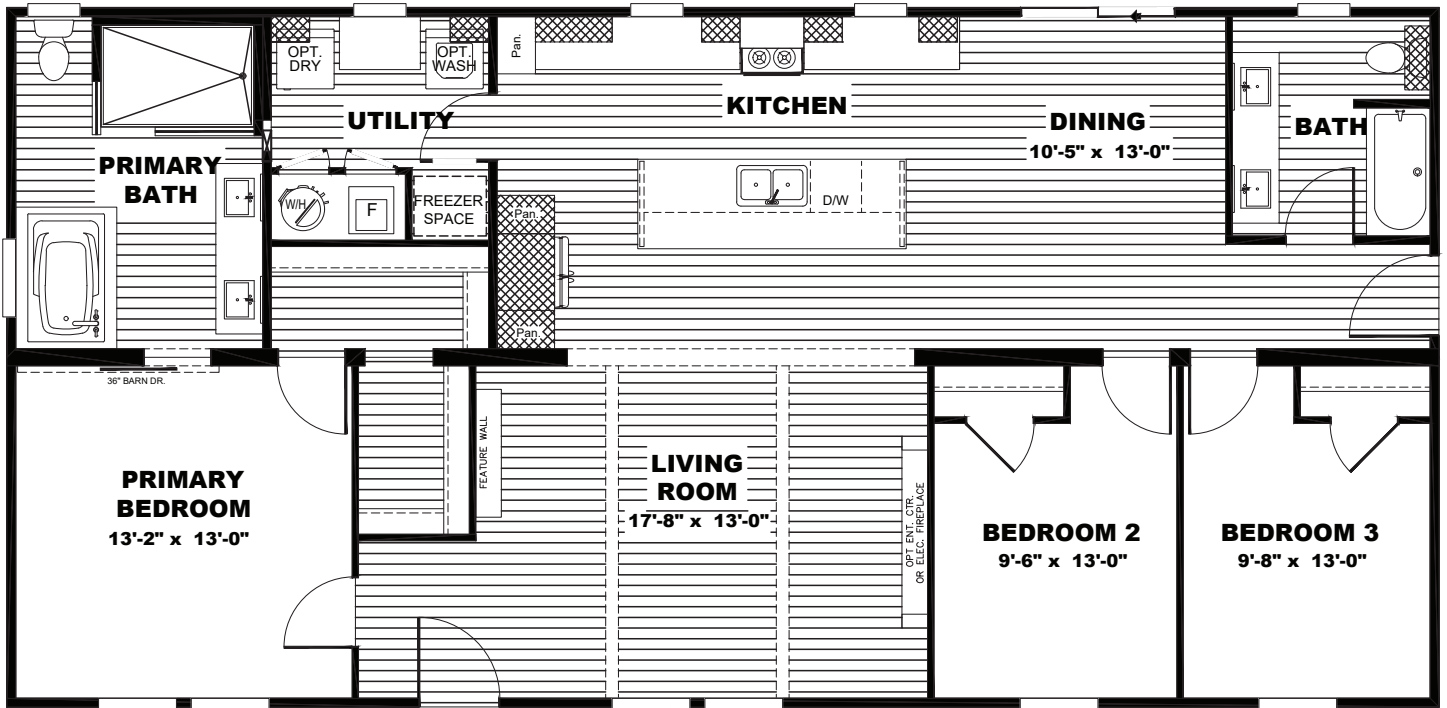 Pan.
OPT.
DRY
OPT.
WASH
UTILITY
KITCHEN
DINING
10'-5" x 13'-0"
BATH
PRIMARY
BATH
W/H
F
FREEZER
SPACE
D/W
Pan.
Pan.
36" BARN DR.
FEATURE WALL
PRIMARY
BEDROOM
13'-2" x 13'-0"
LIVING
ROOM
17'-8" x 13'-0"
OPT ENT. CTR.
OR ELEC. FIREPLACE
BEDROOM 2
9'-6" x 13'-0"
BEDROOM 3
9'-8" x 13'-0"